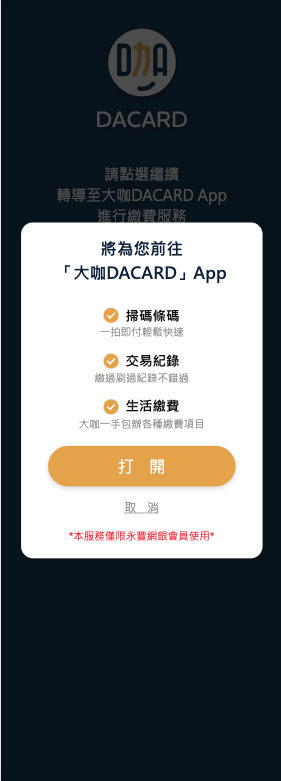 咖
DACARD
請點選繼續
轉導至大咖DACARD App
進行繳費服務
將為您前往
「大咖DACARD」App
掃碼條碼
一拍即付輕鬆快速
交易紀錄
繳過刷過紀錄不錯過
生活繳費
大咖一手包辦各種繳費項目
打 開
取 消
*本服務僅限永豐網銀會員使用*